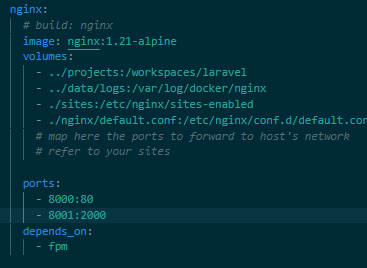 nginx:
# build: nginx
image: nginx:1.21-alpine
volumes:
- ../projects:/workspaces/laravel
- ../data/logs:/var/log/docker/nginx
- ./sites:/etc/nginx/sites-enabled
- ./nginx/default.conf:/etc/nginx/conf.d/default.con
# map here the ports to forward to host's network
# refer to your sites
ports:
- 8000:80
- 8001:2000
depends_on:
- fpm